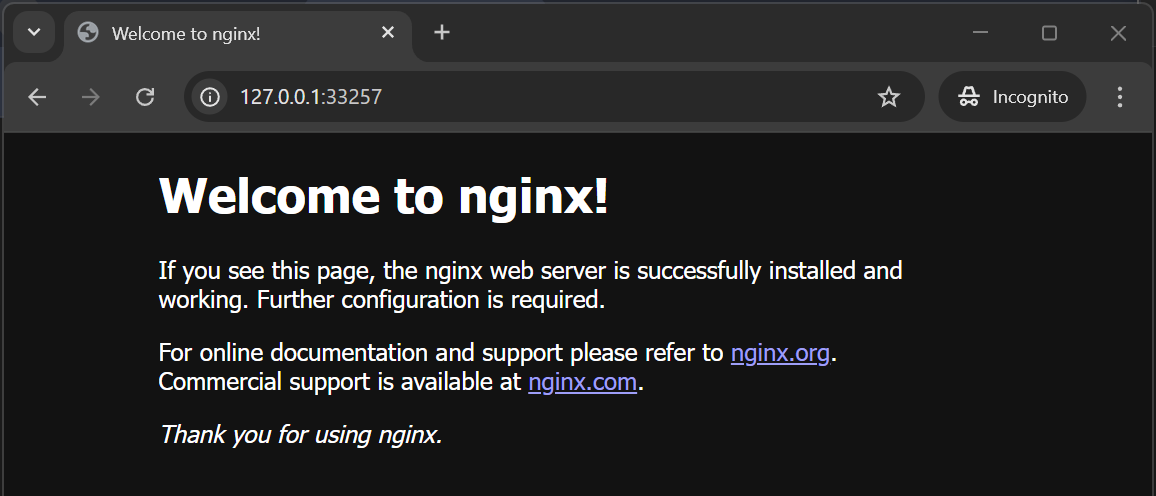 Welcome to nginx!
127.0.0.1:33257
Incognito
Welcome to nginx!
If you see this page, the nginx web server is successfully installed and
working. Further configuration is required.
For online documentation and support please refer to nginx.org.
Commercial support is available at nginx.com.
Thank you for using nginx.